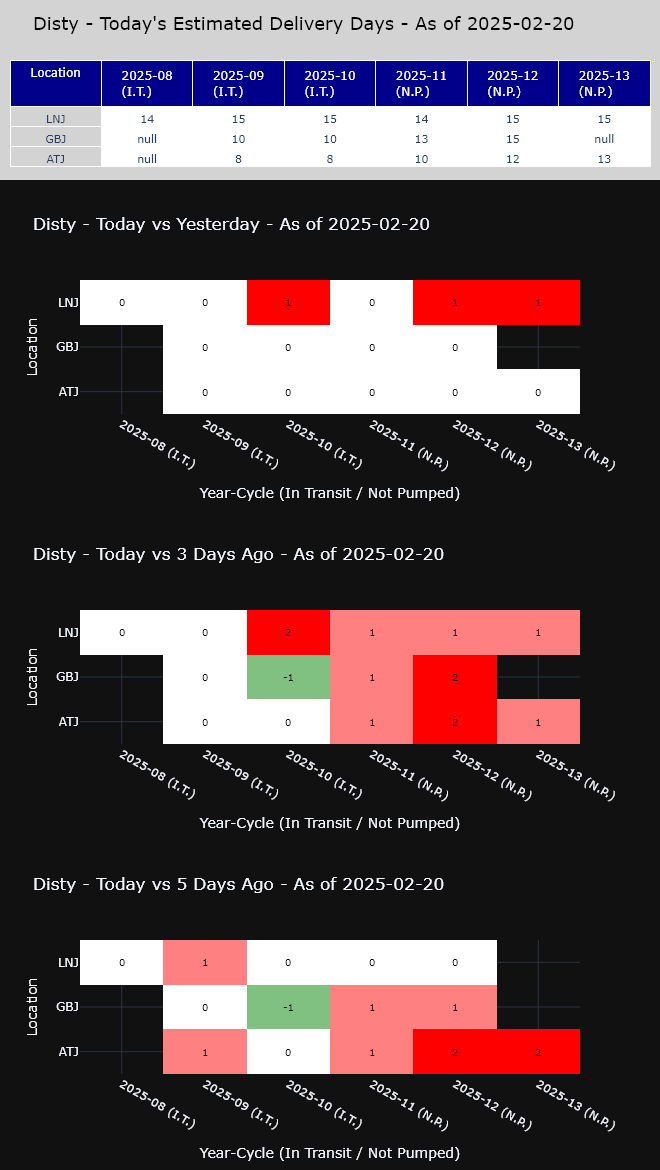 Disty - Today's Estimated Delivery Days - As of 2025-02-20
Location 2025-08 (I.T.) 2025-09 (I.T.) 2025-10 (I.T.) 2025-11 (N.P.) 2025-12 (N.P.) 2025-13 (N.P.)
LNJ 14 15 15 14 15 15
GBJ null 10 10 13 15 null
ATJ null 8 8 10 12 13
Disty - Today vs Yesterday - As of 2025-02-20
Location
LNJ 0 0 1 0 1 1
GBJ 0 0 0 0
ATJ 0 0 0 0 0
2025-08 (I.T.) 2025-09 (I.T.) 2025-10 (I.T.) 2025-11 (N.P.) 2025-12 (N.P.) 2025-13 (N.P.)
Year-Cycle (In Transit / Not Pumped)
Disty - Today vs 3 Days Ago - As of 2025-02-20
Location
LNJ 0 0 2 1 1 1
GBJ 0 -1 1 2
ATJ 0 0 1 2 1
2025-08 (I.T.) 2025-09 (I.T.) 2025-10 (I.T.) 2025-11 (N.P.) 2025-12 (N.P.) 2025-13 (N.P.)
Year-Cycle (In Transit / Not Pumped)
Disty - Today vs 5 Days Ago - As of 2025-02-20
Location
LNJ 0 1 0 0 0
GBJ 0 -1 1 1
ATJ 1 0 1 2 2
2025-08 (I.T.) 2025-09 (I.T.) 2025-10 (I.T.) 2025-11 (N.P.) 2025-12 (N.P.) 2025-13 (N.P.)
Year-Cycle (In Transit / Not Pumped)